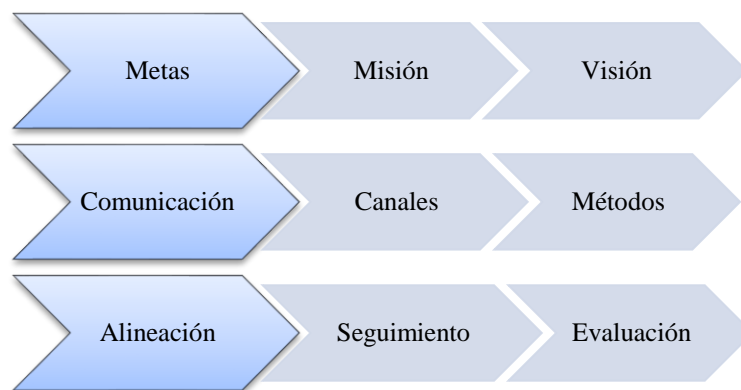 Metas
Misión
Visión
Comunicación
Canales
Métodos
Alineación
Seguimiento
Evaluación